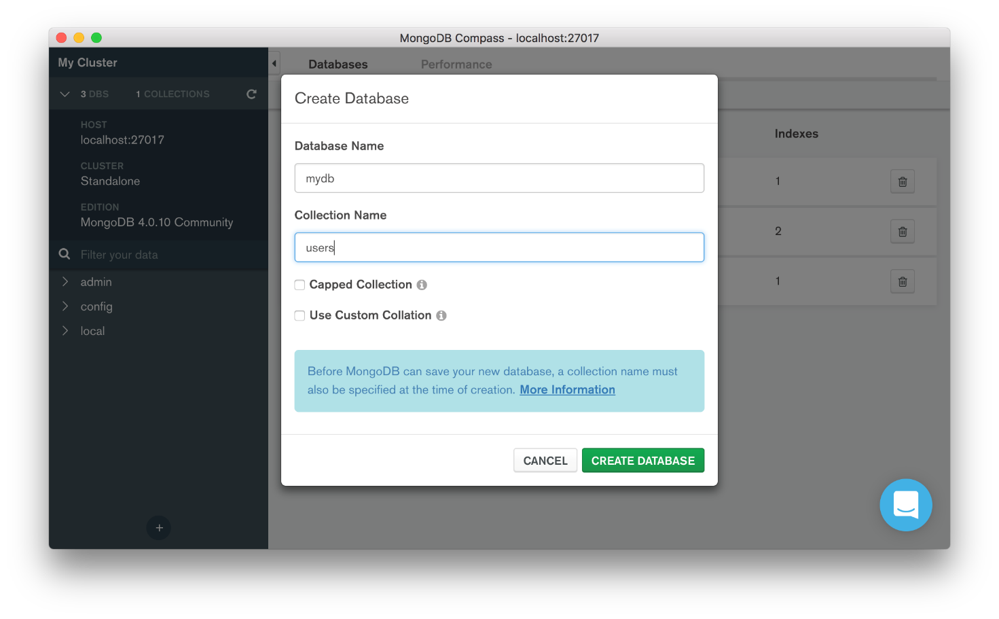 MongoDB Compass - localhost:27017
My Cluster
3 DBS 1 COLLECTIONS
HOST
localhost:27017
CLUSTER
Standalone
EDITION
MongoDB 4.0.10 Community
Filter your data
admin
config
local
+
Databases Performance
Indexes
1
2
1
Create Database
Database Name
mydb
Collection Name
users
Capped Collection
Use Custom Collation
Before MongoDB can save your new database, a collection name must
also be specified at the time of creation. More Information
CANCEL CREATE DATABASE